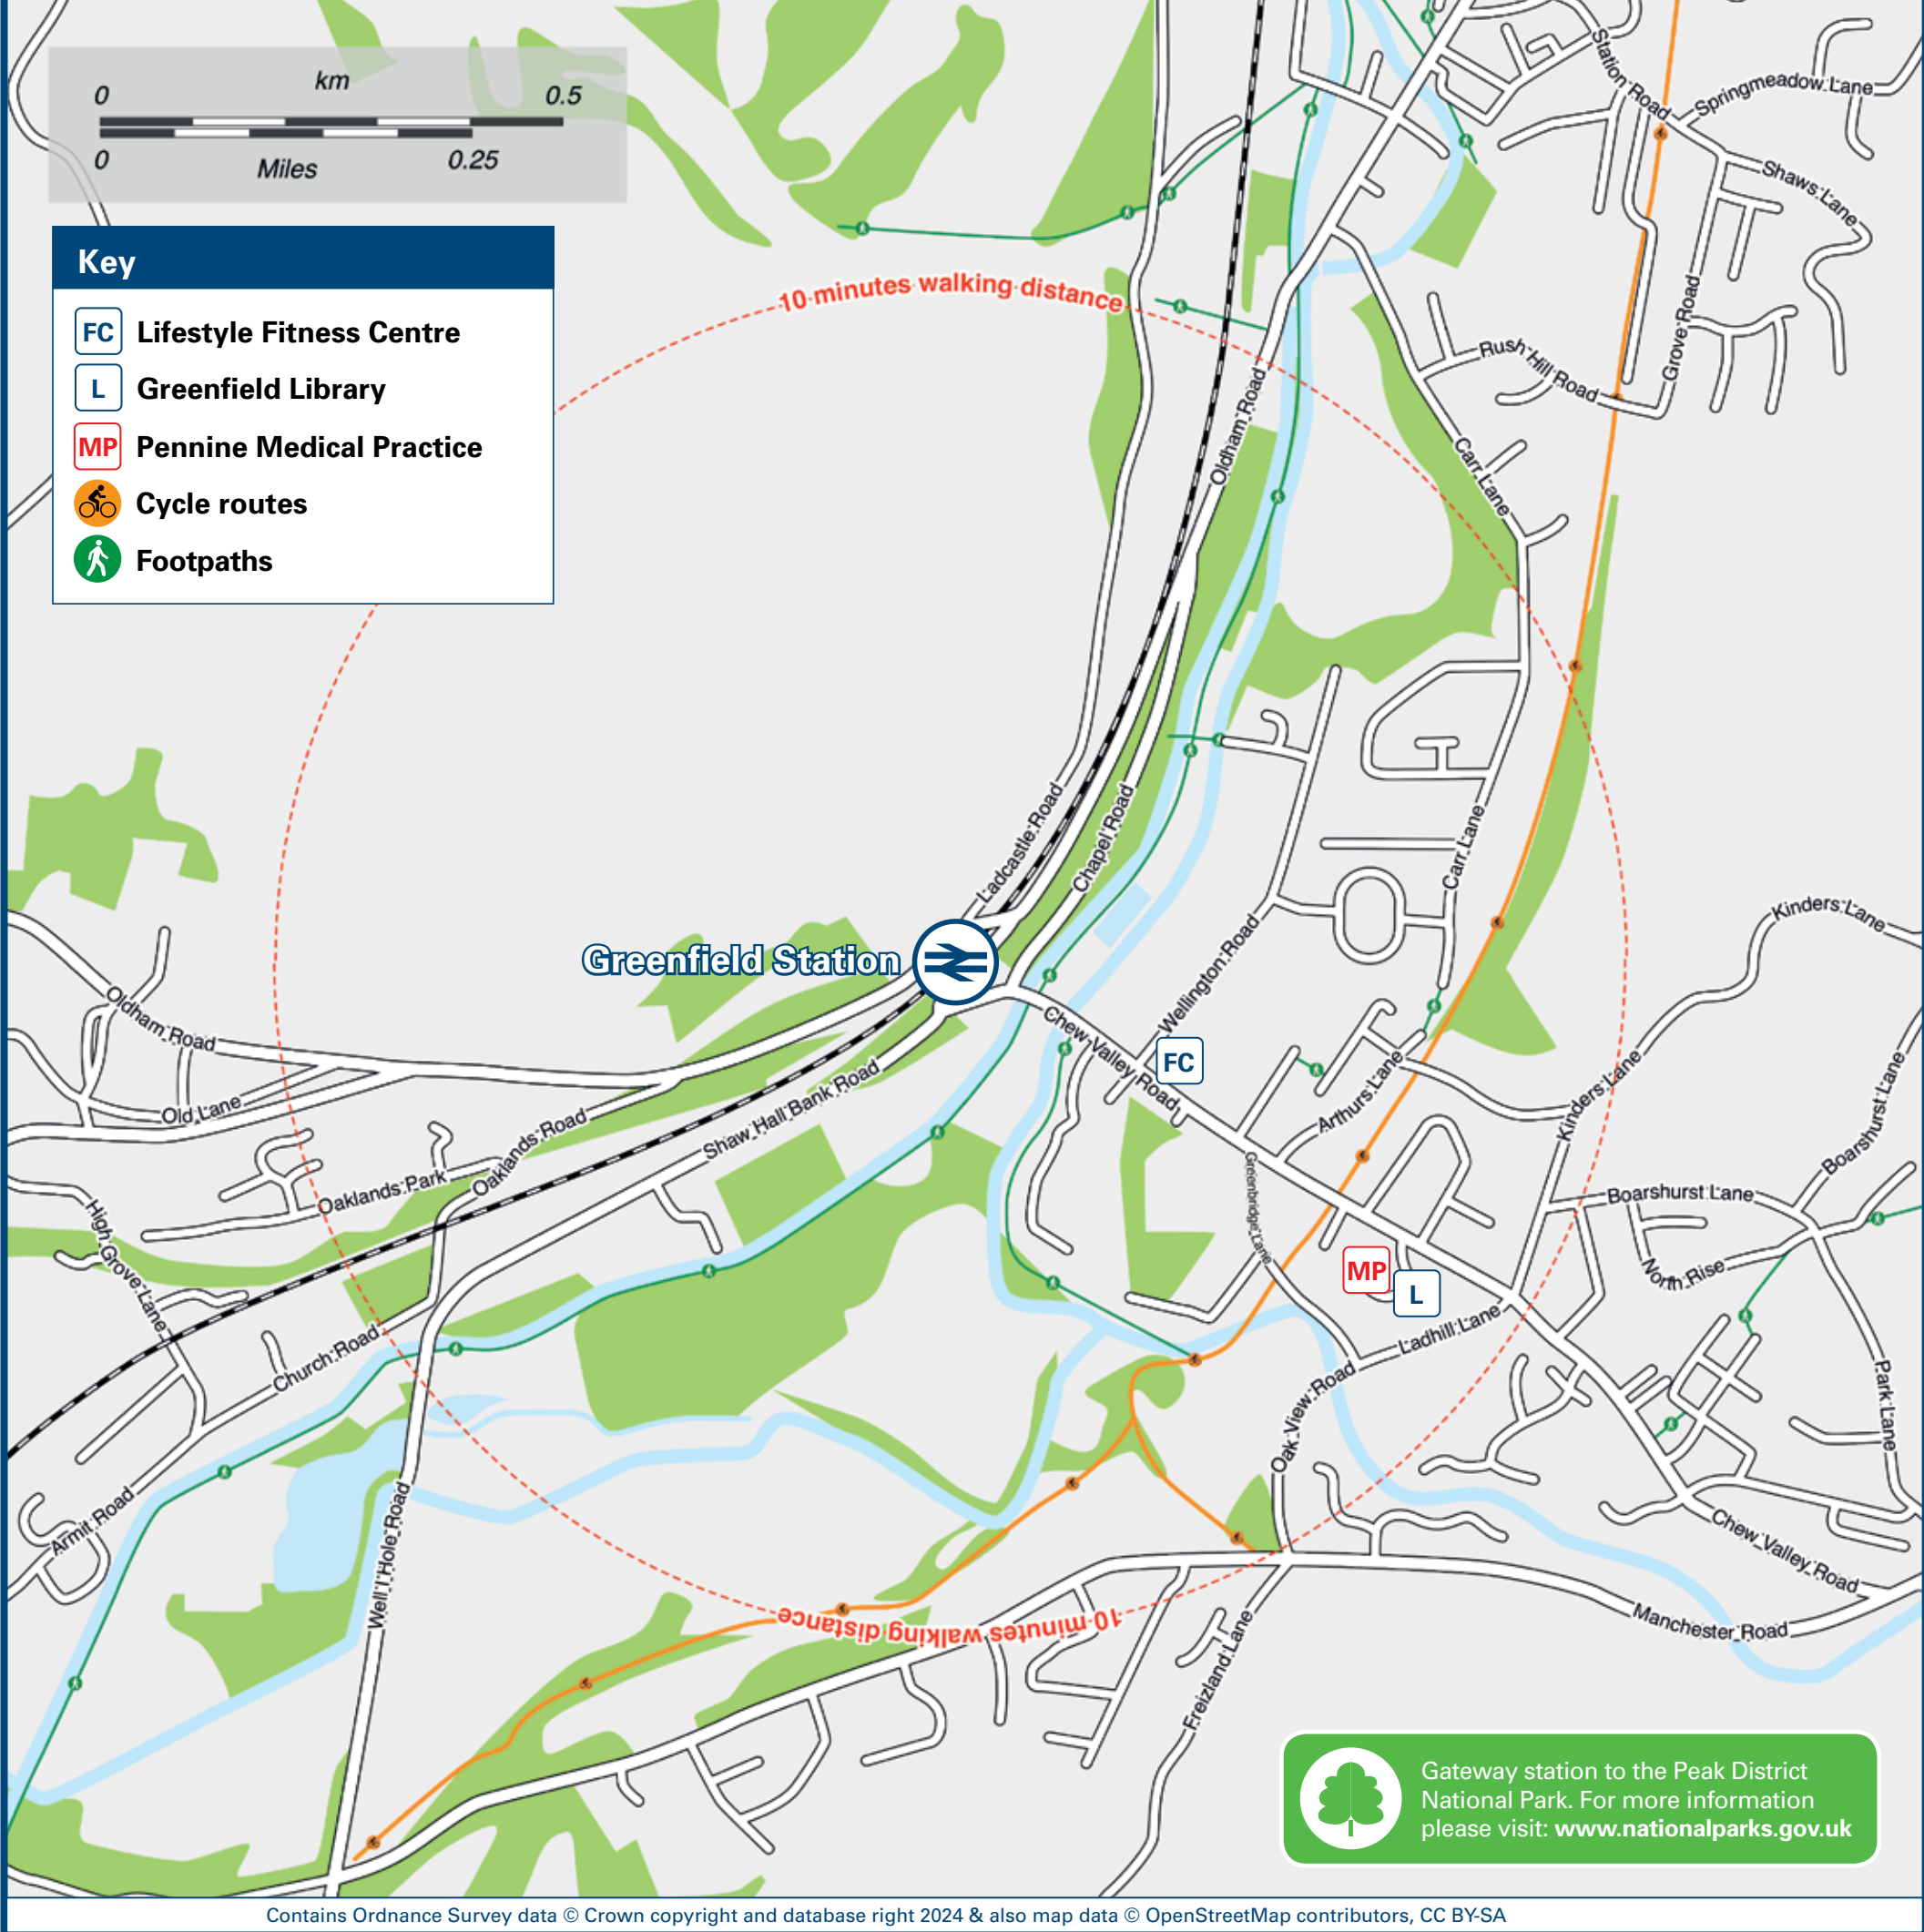 km
0 0.5
0 0.25
Miles
Key
FC Lifestyle Fitness Centre
L Greenfield Library
MP Pennine Medical Practice
Cycle routes
Footpaths
10 minutes walking distance
Station Road
Springmeadow Lane
Shaws Lane
Grove Road
Rush Hill Road
Oldham Road
Carr Lane
Ladcastle Road
Chapel Road
Carr Lane
Kinders Lane
Greenfield Station
Wellington Road
Chew Valley Road
FC
Oldham Road
Old Lane
Shaw Hall Bank Road
Oaklands Road
Oaklands Park
High Grove Lane
Church Road
Arthurs Lane
Kinders Lane
Boarshurst Lane
Boarshurst Lane
Greenbridge Lane
North Rise
MP
L
Ladhill Lane
Oak View Road
Park Lane
Armit Road
Well I Hole Road
Chew Valley Road
Manchester Road
10 minutes walking distance
Freizland Lane
Gateway station to the Peak District
National Park. For more information
please visit: www.nationalparks.gov.uk
Contains Ordnance Survey data © Crown copyright and database right 2024 & also map data © OpenStreetMap contributors, CC BY-SA